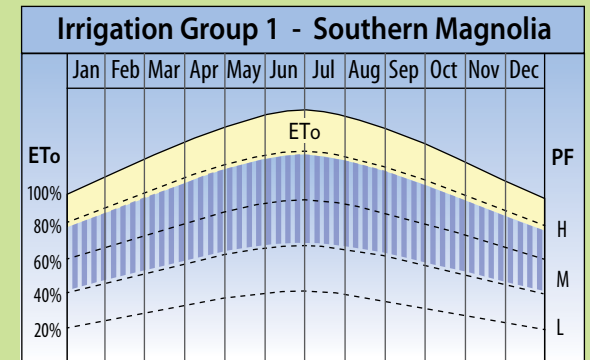 Irrigation Group 1 - Southern Magnolia
Jan Feb Mar Apr May Jun Jul Aug Sep Oct Nov Dec
ETo
ETo PF
100%
80% H
60%
M
40%
20% L